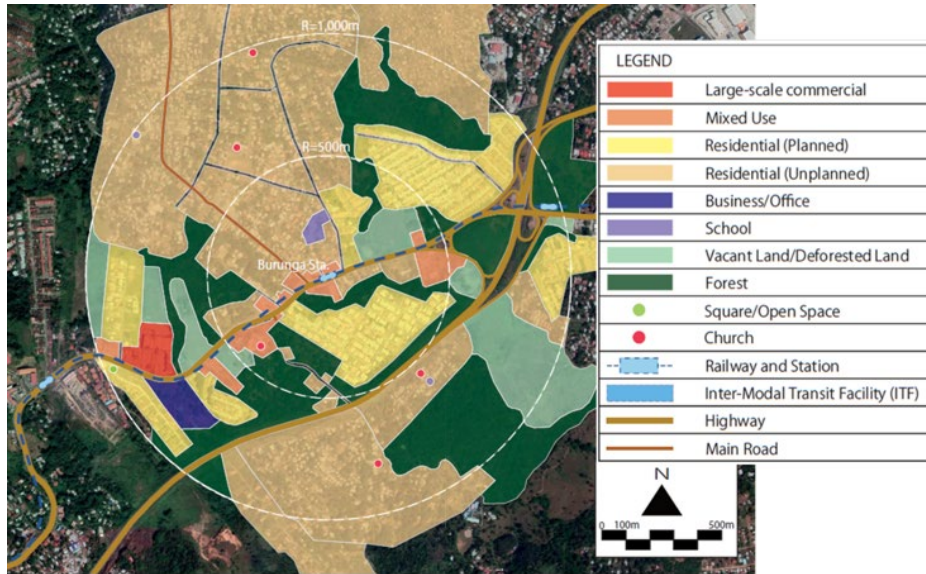 R=1,000m
R=500m
Burunga Sta.
LEGEND
Large-scale commercial
Mixed Use
Residential (Planned)
Residential (Unplanned)
Business/Office
School
Vacant Land/Deforested Land
Forest
Square/Open Space
Church
Railway and Station
Inter-Modal Transit Facility (ITF)
Highway
Main Road
N
0 100m 500m